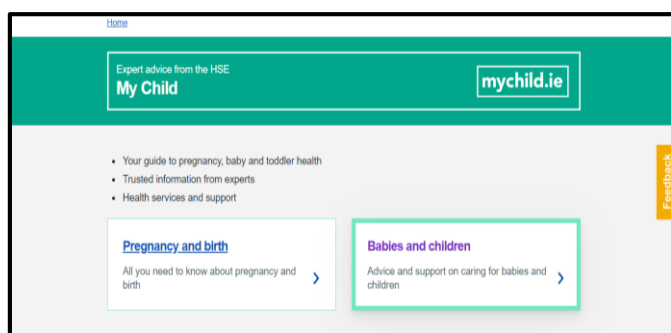 Home
Expert advice from the HSE
My Child
mychild.ie
Feedback
Your guide to pregnancy, baby and toddler health
Trusted information from experts
Health services and support
Pregnancy and birth
All you need to know about pregnancy and
birth
Babies and children
Advice and support on caring for babies and
children